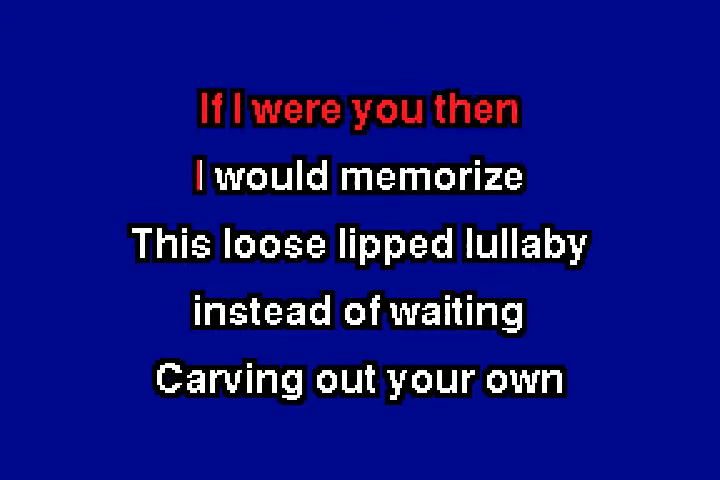 If I were you then
I would memorize
This loose lipped lullaby
instead of waiting
Carving out your own